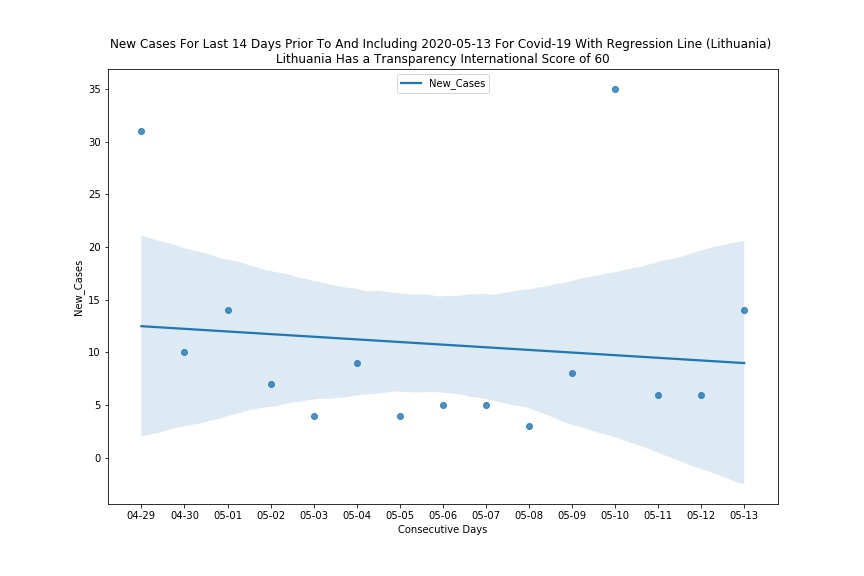 New Cases For Last 14 Days Prior To And Including 2020-05-13 For Covid-19 With Regression Line (Lithuania)
Lithuania Has a Transparency International Score of 60
New_Cases
35
30
25
20
15
10
5
0
New_Cases
04-29 04-30 05-01 05-02 05-03 05-04 05-05 05-06 05-07 05-08 05-09 05-10 05-11 05-12 05-13
Consecutive Days